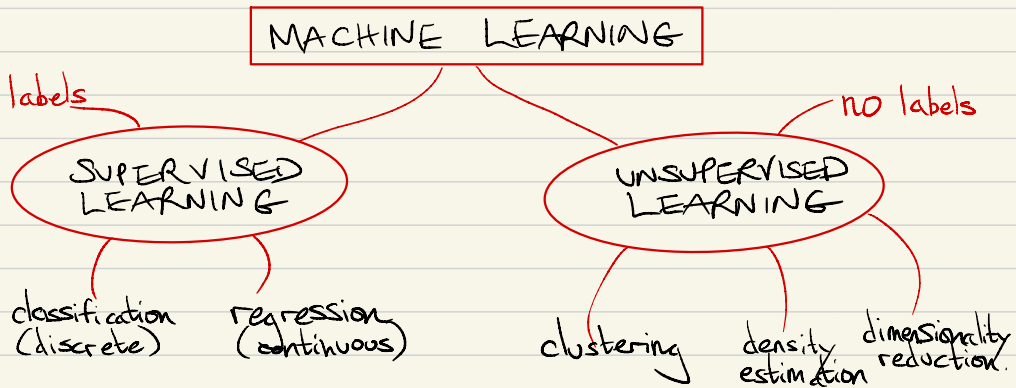 MACHINE LEARNING
labels
no labels
SUPERVISED
LEARNING
UNSUPERVISED
LEARNING
classification
(discrete)
regression
(continuous)
clustering
density
estimation
dimensionality
reduction.